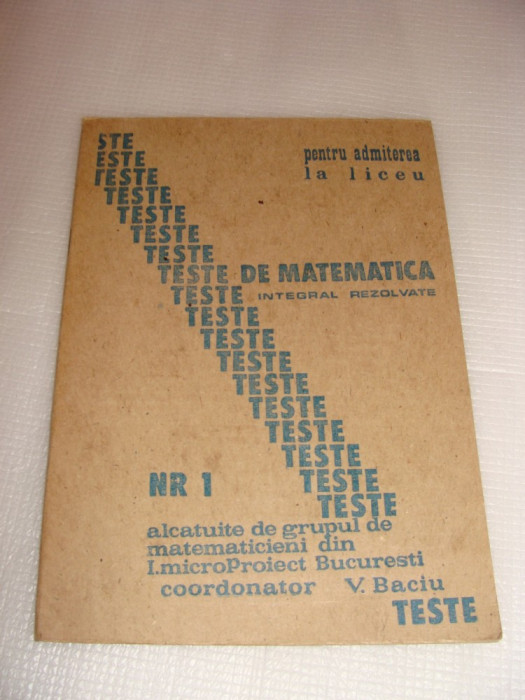 STE
pentru admiterea
ESTE
la liceu
TESTE
TESTE
TESTE
TESTE
TESTE
TESTE DE MATEMATICA
TESTE INTEGRAL REZOLVATE
TESTE
TESTE
TESTE
TESTE
TESTE
TESTE
TESTE
NR 1 TESTE
TESTE
alcatuite de grupul de
matematicieni din
I.microproiect Bucuresti
coordonator V. Baciu
TESTE